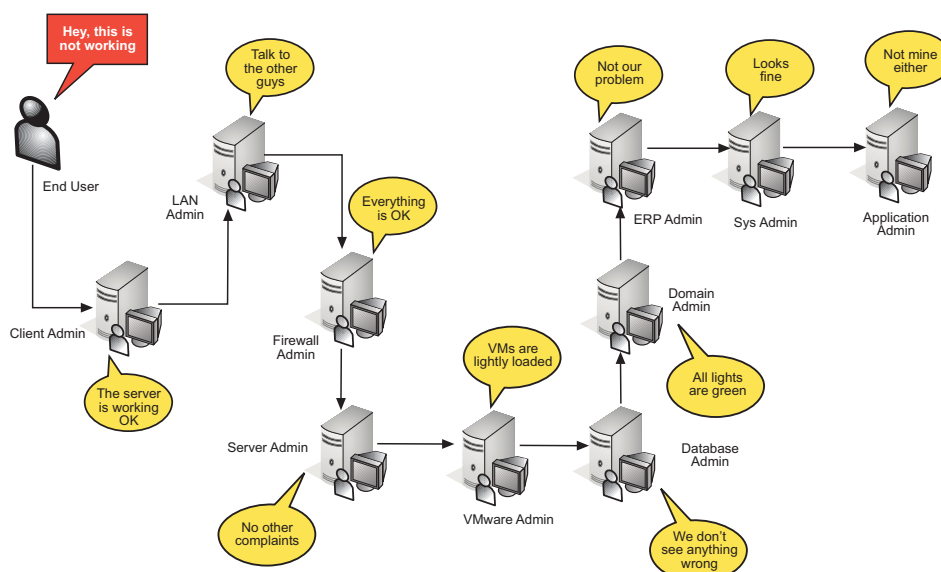 Hey, this is
not working
End User
Client Admin
The server
is working
OK
Talk to
the other
guys
LAN
Admin
Everything
is OK
Firewall
Admin
Server Admin
No other
complaints
VMs are
lightly loaded
VMware Admin
Database
Admin
We don't
see anything
wrong
Domain
Admin
All lights
are green
Not our
problem
ERP Admin
Looks
fine
Sys Admin
Not mine
either
Application
Admin